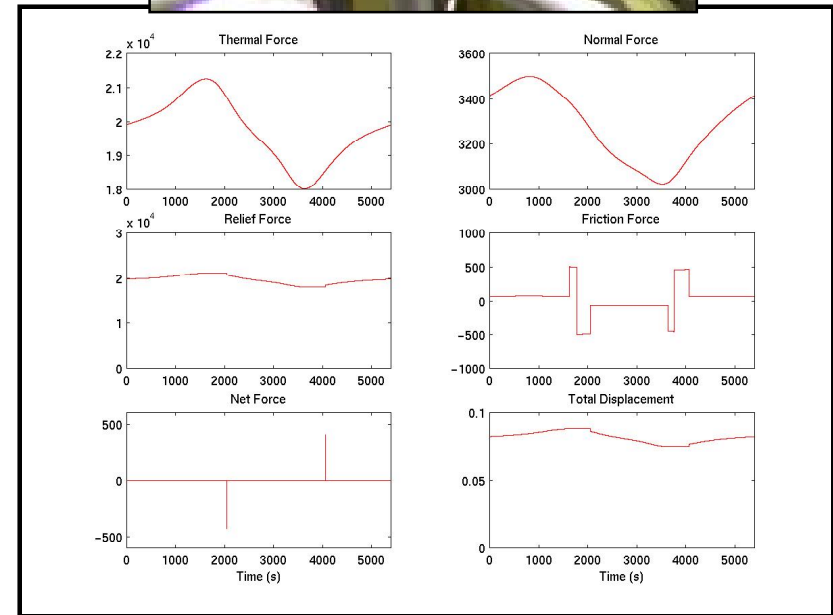 Thermal Force
x 10^4
2.2
2.1
2
1.9
1.8
0 1000 2000 3000 4000 5000
Normal Force
3600
3400
3200
3000
0 1000 2000 3000 4000 5000
Relief Force
x 10^4
3
2
1
0
0 1000 2000 3000 4000 5000
Friction Force
1000
500
0
−500
−1000
0 1000 2000 3000 4000 5000
Net Force
500
0
−500
0 1000 2000 3000 4000 5000
Time (s)
Total Displacement
0.1
0.05
0
0 1000 2000 3000 4000 5000
Time (s)